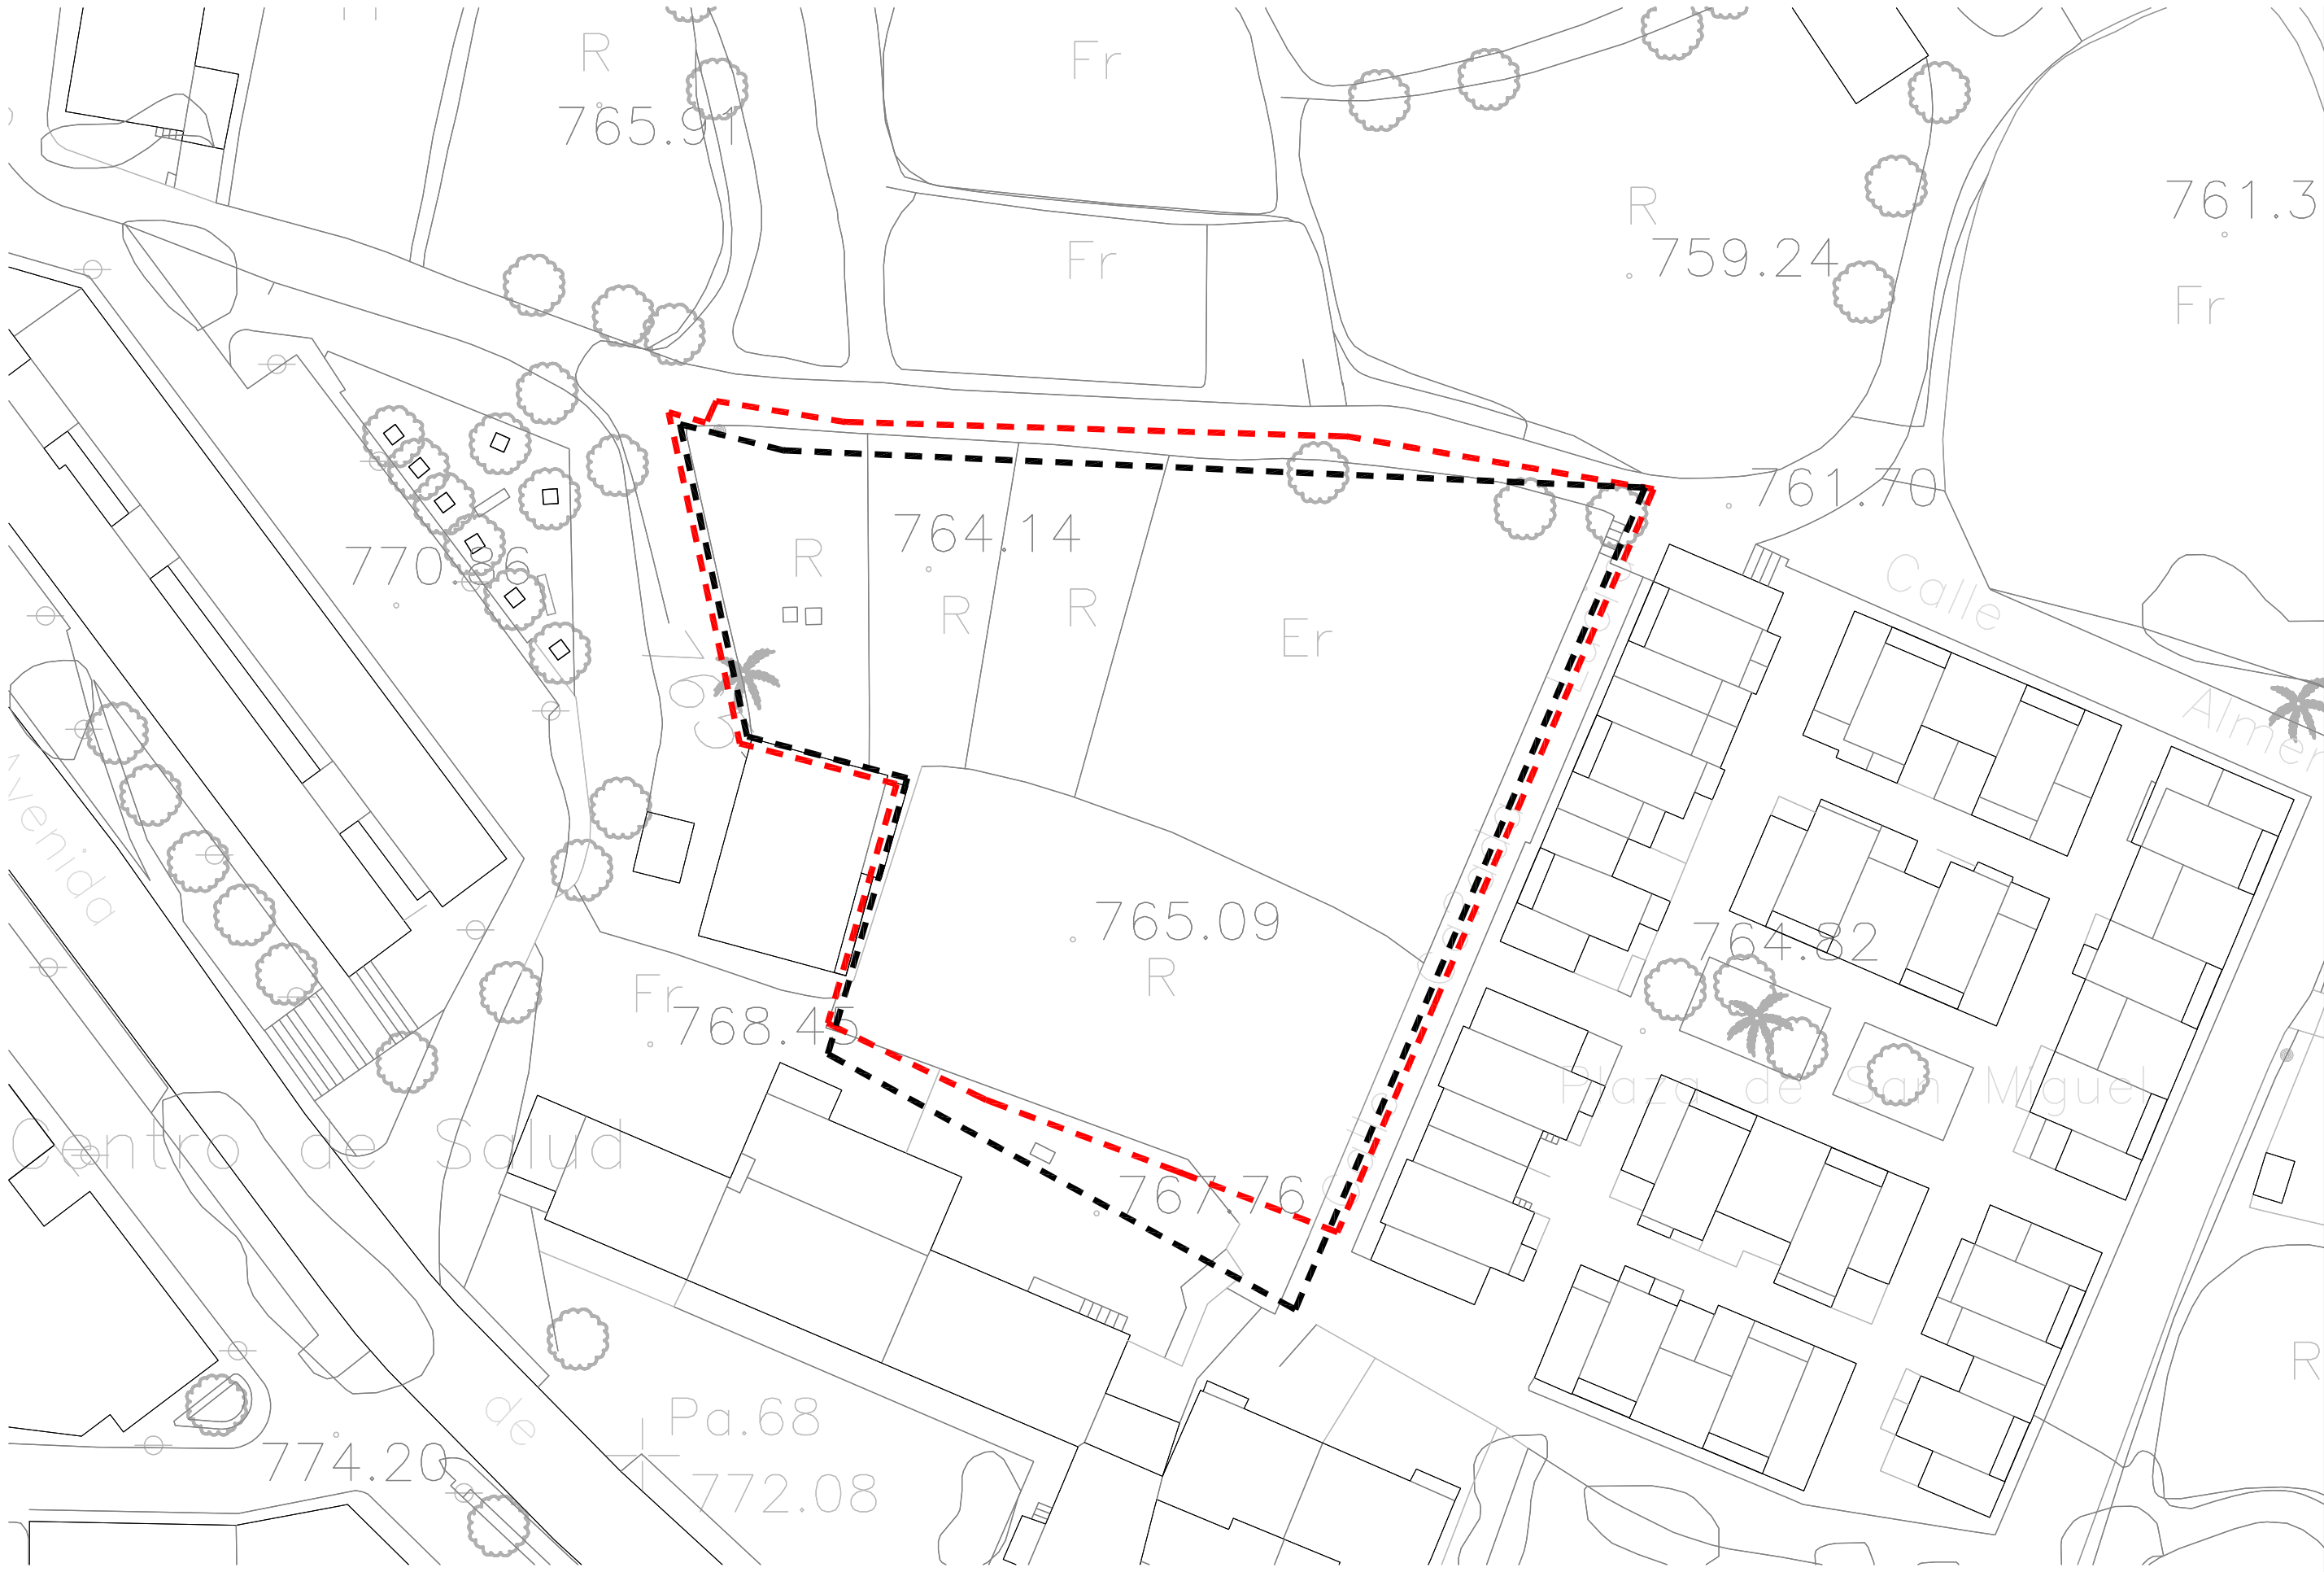 R
Fr
765.91
R
761.3
Fr
759.24
Fr
761.70
764.14
R
770.86
R
R
Er
Calle
Almer
765.09
R
764.82
Fr
768.45
Plaza de San Miguel
Centro de Salud
767.76
R
de
Pa.68
774.20
772.08